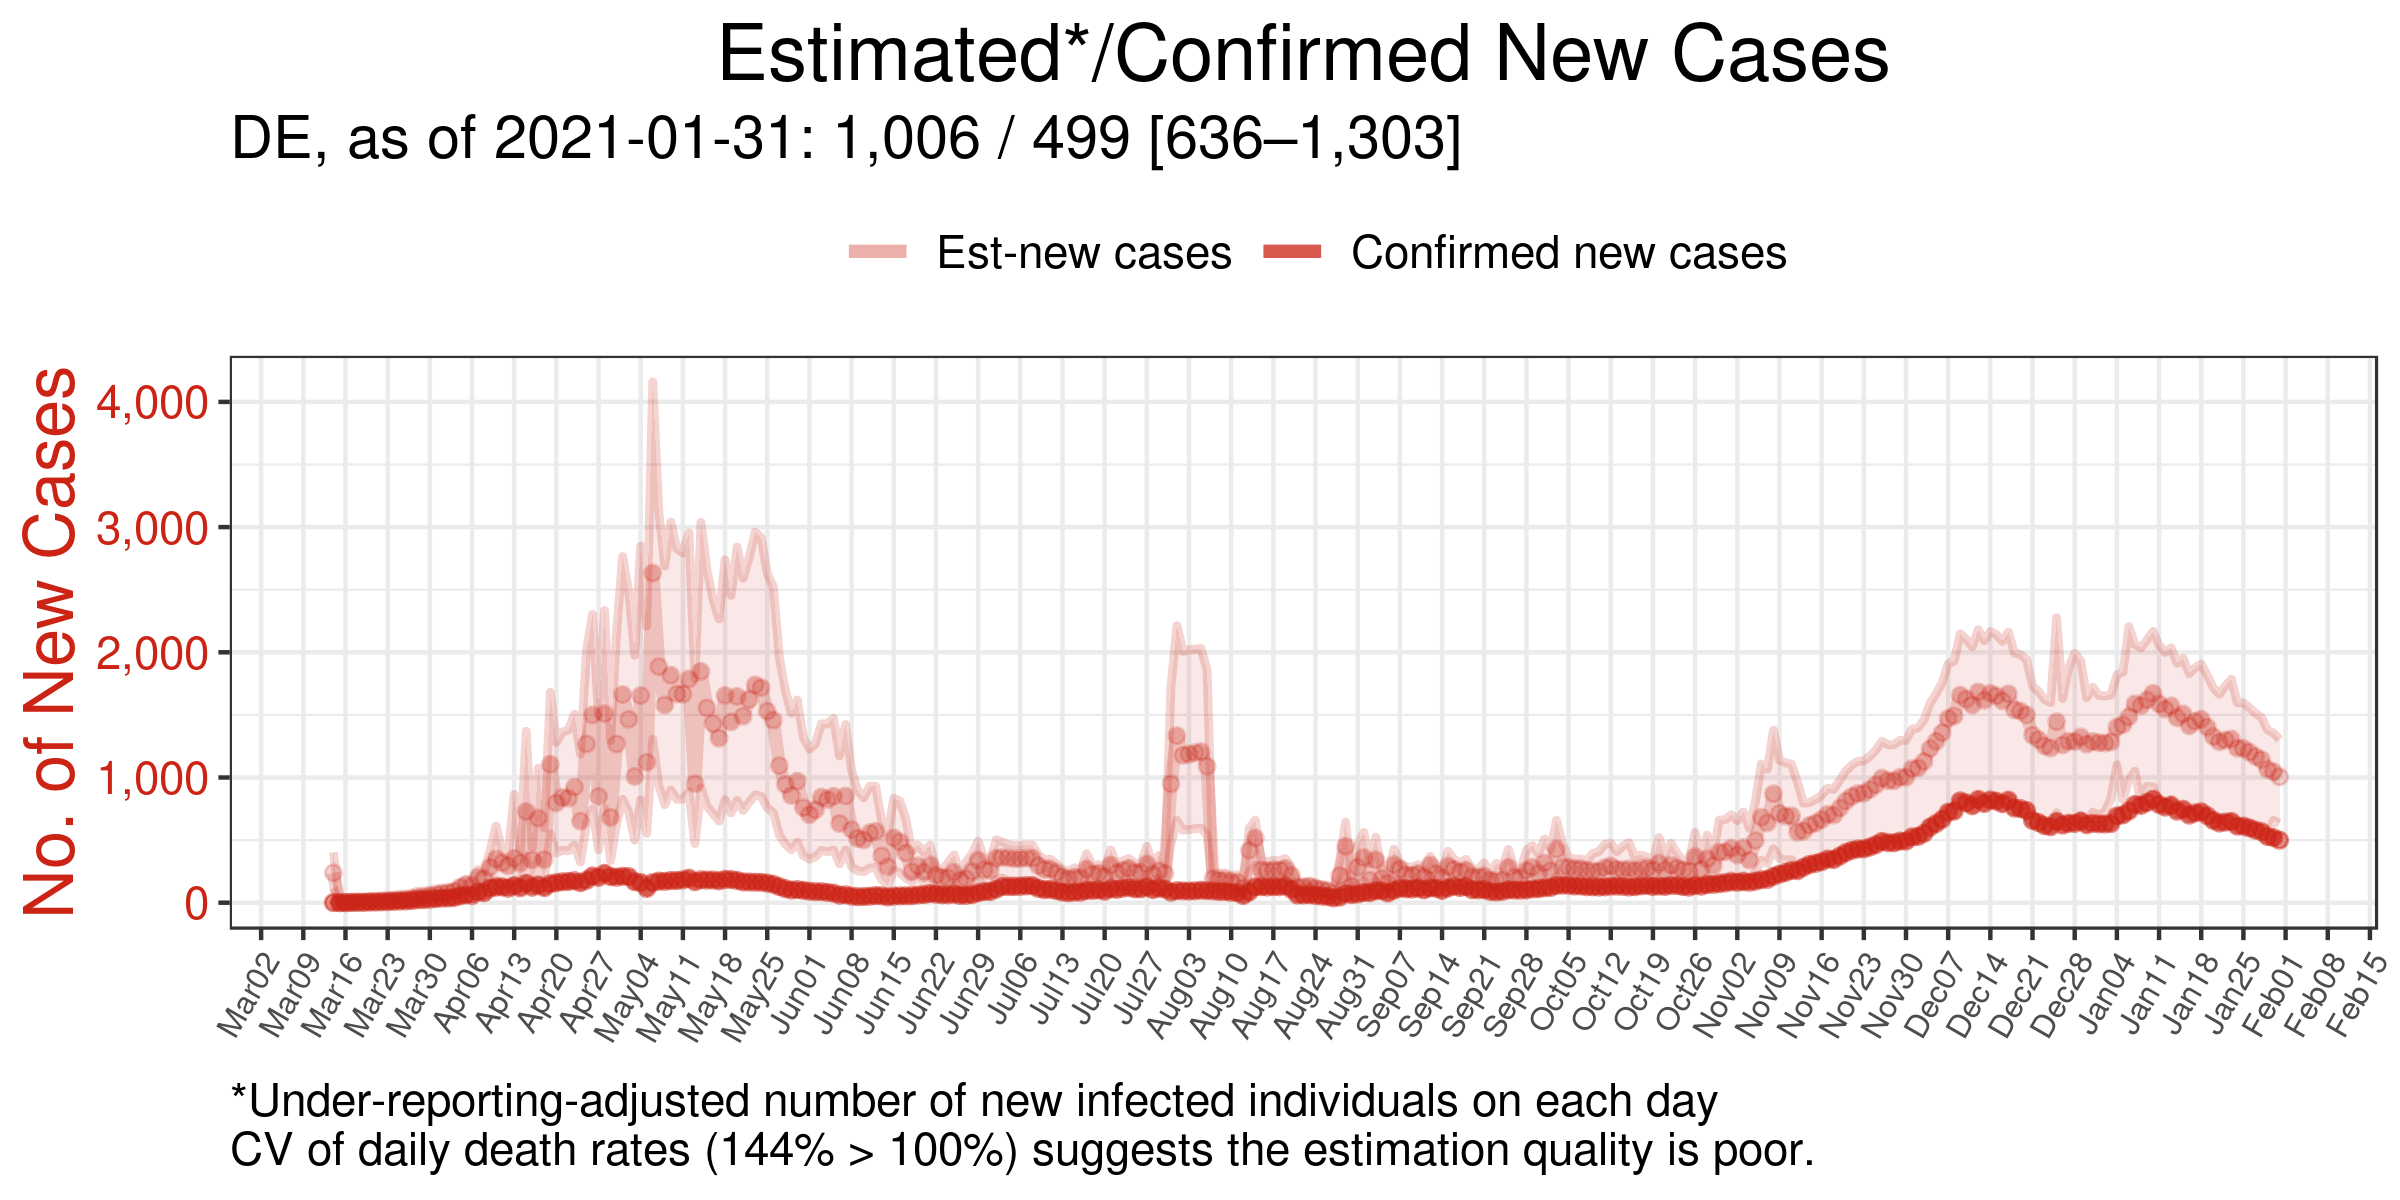 Estimated*/Confirmed New Cases
DE, as of 2021-01-31: 1,006 / 499 [636–1,303]
Est-new cases Confirmed new cases
No. of New Cases
4,000
3,000
2,000
1,000
0
Mar02 Mar09 Mar16 Mar23 Mar30 Apr06 Apr13 Apr20 Apr27 May04 May11 May18 May25 Jun01 Jun08 Jun15 Jun22 Jun29 Jul06 Jul13 Jul20 Jul27 Aug03 Aug10 Aug17 Aug24 Aug31 Sep07 Sep14 Sep21 Sep28 Oct05 Oct12 Oct19 Oct26 Nov02 Nov09 Nov16 Nov23 Nov30 Dec07 Dec14 Dec21 Dec28 Jan04 Jan11 Jan18 Jan25 Feb01 Feb08 Feb15
*Under-reporting-adjusted number of new infected individuals on each day
CV of daily death rates (144% > 100%) suggests the estimation quality is poor.